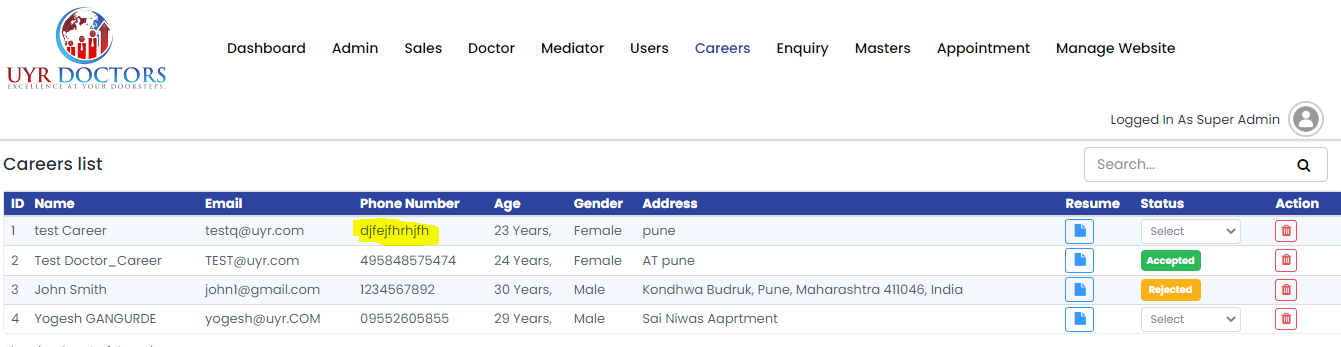 UYR DOCTORS
EXCELLENCE AT YOUR DOORSTEPS.
Dashboard Admin Sales Doctor Mediator Users Careers Enquiry Masters Appointment Manage Website
Logged In As Super Admin
Careers list
Search...
ID Name Email Phone Number Age Gender Address Resume Status Action
1 test Career testq@uyr.com djfejfhrhjfh 23 Years, Female pune Select
2 Test Doctor_Career TEST@uyr.com 495848575474 24 Years, Female AT pune Accepted
3 John Smith john1@gmail.com 1234567892 30 Years, Male Kondhwa Budruk, Pune, Maharashtra 411046, India Rejected
4 Yogesh GANGURDE yogesh@uyr.COM 09552605855 29 Years, Male Sai Niwas Aaprtment Select